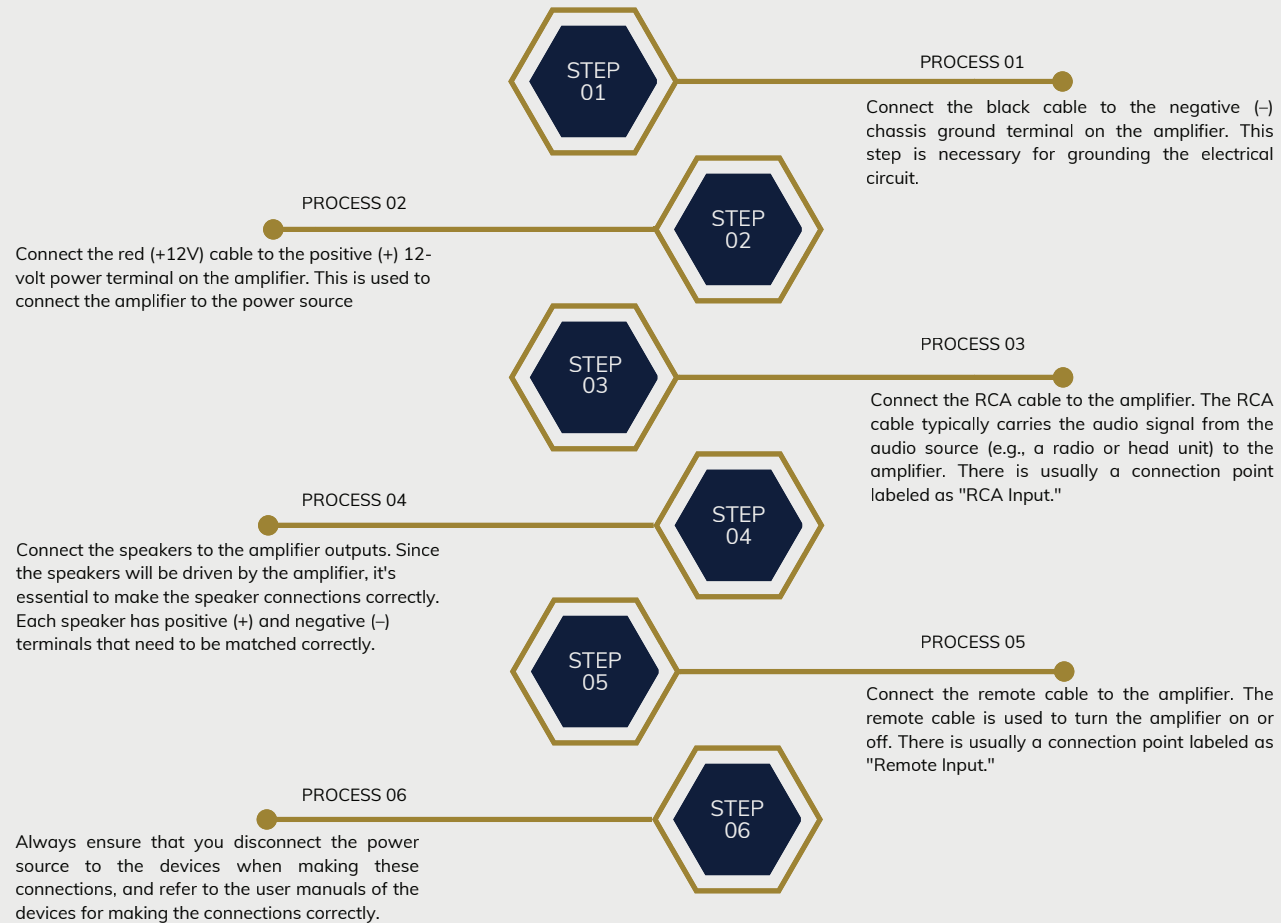 STEP
01
PROCESS 01
Connect the black cable to the negative (–)
chassis ground terminal on the amplifier. This
step is necessary for grounding the electrical
circuit.
STEP
02
PROCESS 02
Connect the red (+12V) cable to the positive (+) 12-
volt power terminal on the amplifier. This is used to
connect the amplifier to the power source
STEP
03
PROCESS 03
Connect the RCA cable to the amplifier. The RCA
cable typically carries the audio signal from the
audio source (e.g., a radio or head unit) to the
amplifier. There is usually a connection point
labeled as "RCA Input."
STEP
04
PROCESS 04
Connect the speakers to the amplifier outputs. Since
the speakers will be driven by the amplifier, it's
essential to make the speaker connections correctly.
Each speaker has positive (+) and negative (–)
terminals that need to be matched correctly.
STEP
05
PROCESS 05
Connect the remote cable to the amplifier. The
remote cable is used to turn the amplifier on or
off. There is usually a connection point labeled as
"Remote Input."
STEP
06
PROCESS 06
Always ensure that you disconnect the power
source to the devices when making these
connections, and refer to the user manuals of the
devices for making the connections correctly.